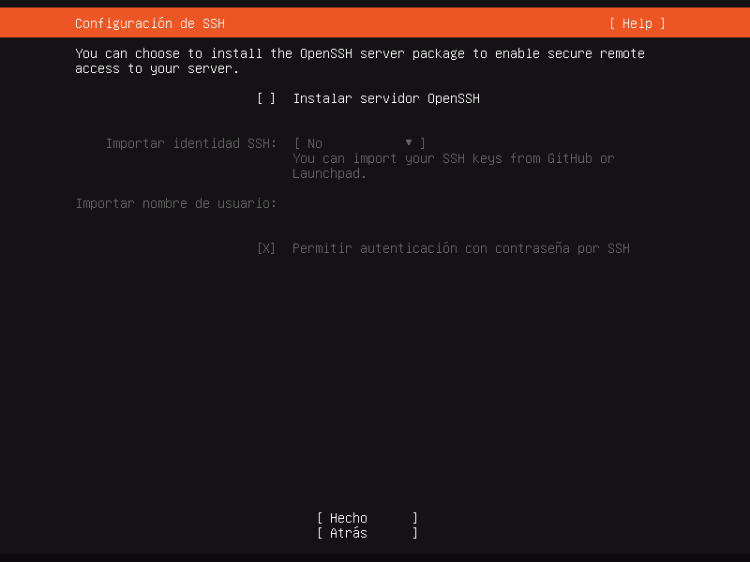 Configuración de SSH [ Help ]
You can choose to install the OpenSSH server package to enable secure remote
access to your server.
[ ] Instalar servidor OpenSSH
Importar identidad SSH: [ No ▾ ]
You can import your SSH keys from GitHub or
Launchpad.
Importar nombre de usuario:
[X] Permitir autenticación con contraseña por SSH
[ Hecho ]
[ Atrás ]